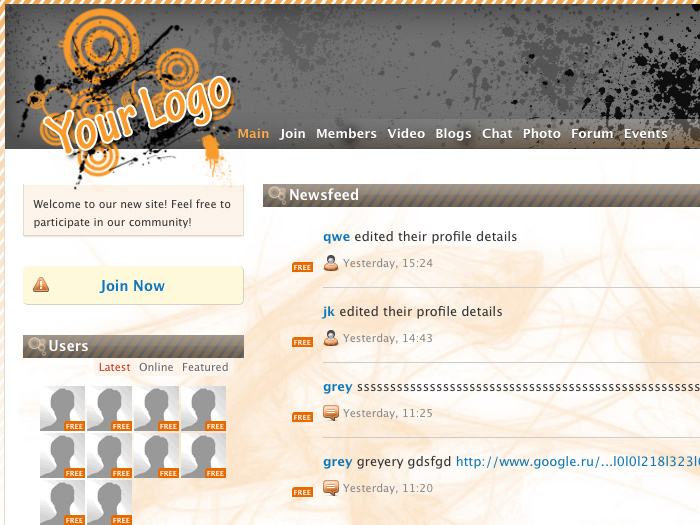 Your Logo
Main Join Members Video Blogs Chat Photo Forum Events
Welcome to our new site! Feel free to
participate in our community!
Join Now
Users
Latest Online Featured
FREE FREE FREE FREE
FREE FREE FREE FREE
FREE FREE
Newsfeed
qwe edited their profile details
FREE Yesterday, 15:24
jk edited their profile details
FREE Yesterday, 14:43
grey
FREE Yesterday, 11:25
grey greyery gdsfgd http://www.google.ru/...l0l0l218l323l
FREE Yesterday, 11:20